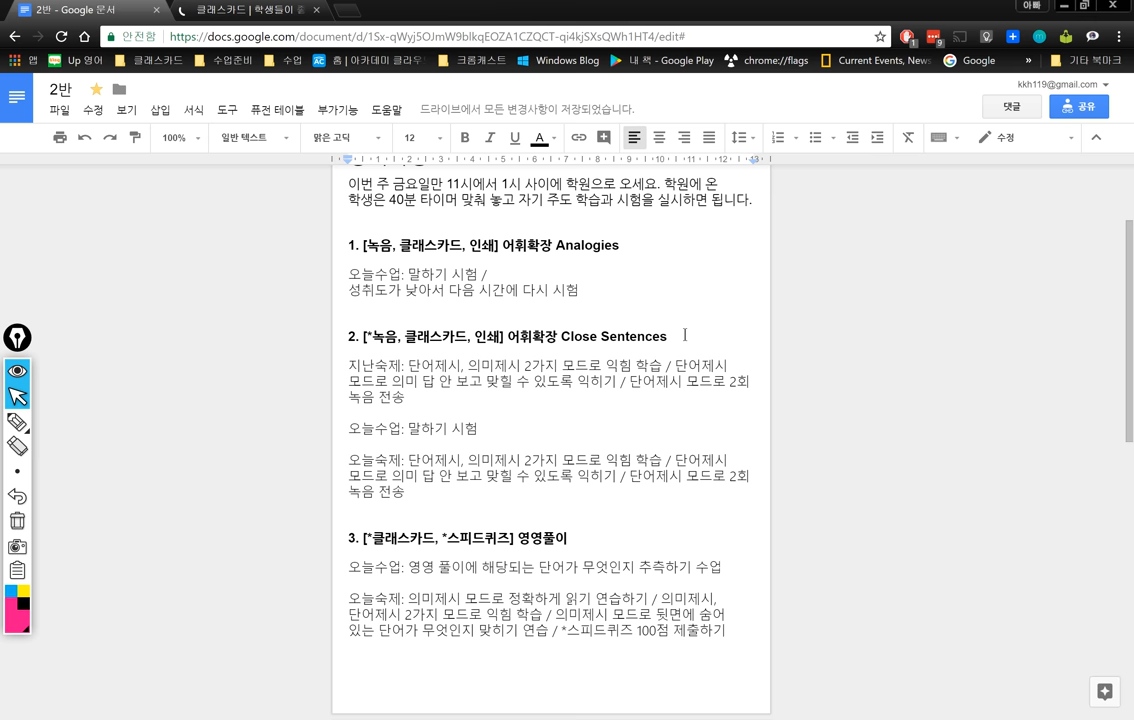 2반 - Google 문서
클래스카드 | 학생들이 
아빠
안전함
https://docs.google.com/document/d/1Sx-qWyj5OJmW9blkqEOZA1CZQCT-qi4kjSXsQWh1HT4/edit#
1
9
앱
Up 영어
클래스카드
수업준비
수업
홈 | 아카데미 클라우
크롬캐스트
Windows Blog
내 책 - Google Play
chrome://flags
Current Events, News
Google
»
기타 북마크
2반
kkh119@gmail.com
파일 수정 보기 삽입 서식 도구 퓨전 테이블 부가기능 도움말 드라이브에서 모든 변경사항이 저장되었습니다.
댓글
공유
100%
일반 텍스트
맑은 고딕
12
B I U A
수정
1 2 3 4 5 6 7 8 9 10 11 12 13
이번 주 금요일만 11시에서 1시 사이에 학원으로 오세요. 학원에 온
학생은 40분 타이머 맞춰 놓고 자기 주도 학습과 시험을 실시하면 됩니다.
1. [녹음, 클래스카드, 인쇄] 어휘확장 Analogies
오늘수업: 말하기 시험 /
성취도가 낮아서 다음 시간에 다시 시험
2. [*녹음, 클래스카드, 인쇄] 어휘확장 Close Sentences
지난숙제: 단어제시, 의미제시 2가지 모드로 익힘 학습 / 단어제시
모드로 의미 답 안 보고 맞힐 수 있도록 익히기 / 단어제시 모드로 2회
녹음 전송
오늘수업: 말하기 시험
오늘숙제: 단어제시, 의미제시 2가지 모드로 익힘 학습 / 단어제시
모드로 의미 답 안 보고 맞힐 수 있도록 익히기 / 단어제시 모드로 2회
녹음 전송
3. [*클래스카드, *스피드퀴즈] 영영풀이
오늘수업: 영영 풀이에 해당되는 단어가 무엇인지 추측하기 수업
오늘숙제: 의미제시 모드로 정확하게 읽기 연습하기 / 의미제시,
단어제시 2가지 모드로 익힘 학습 / 의미제시 모드로 뒷면에 숨어
있는 단어가 무엇인지 맞히기 연습 / *스피드퀴즈 100점 제출하기